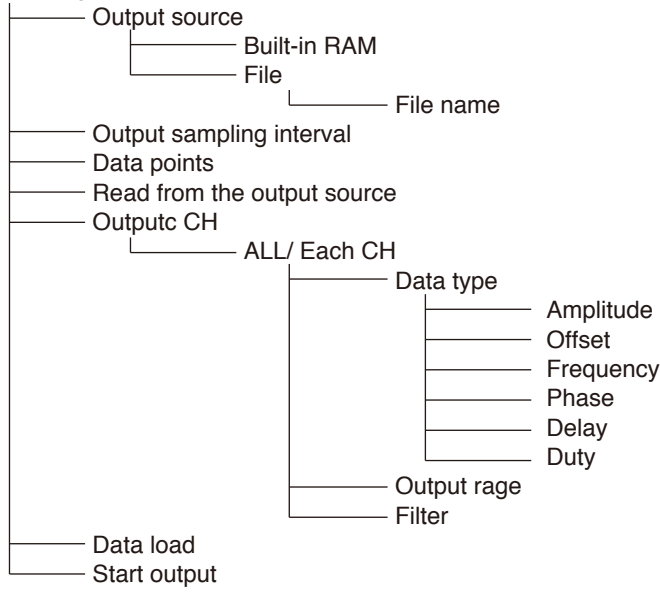 Output source
Built-in RAM
File
File name
Output sampling interval
Data points
Read from the output source
Outputc CH
ALL/ Each CH
Data type
Amplitude
Offset
Frequency
Phase
Delay
Duty
Output rage
Filter
Data load
Start output